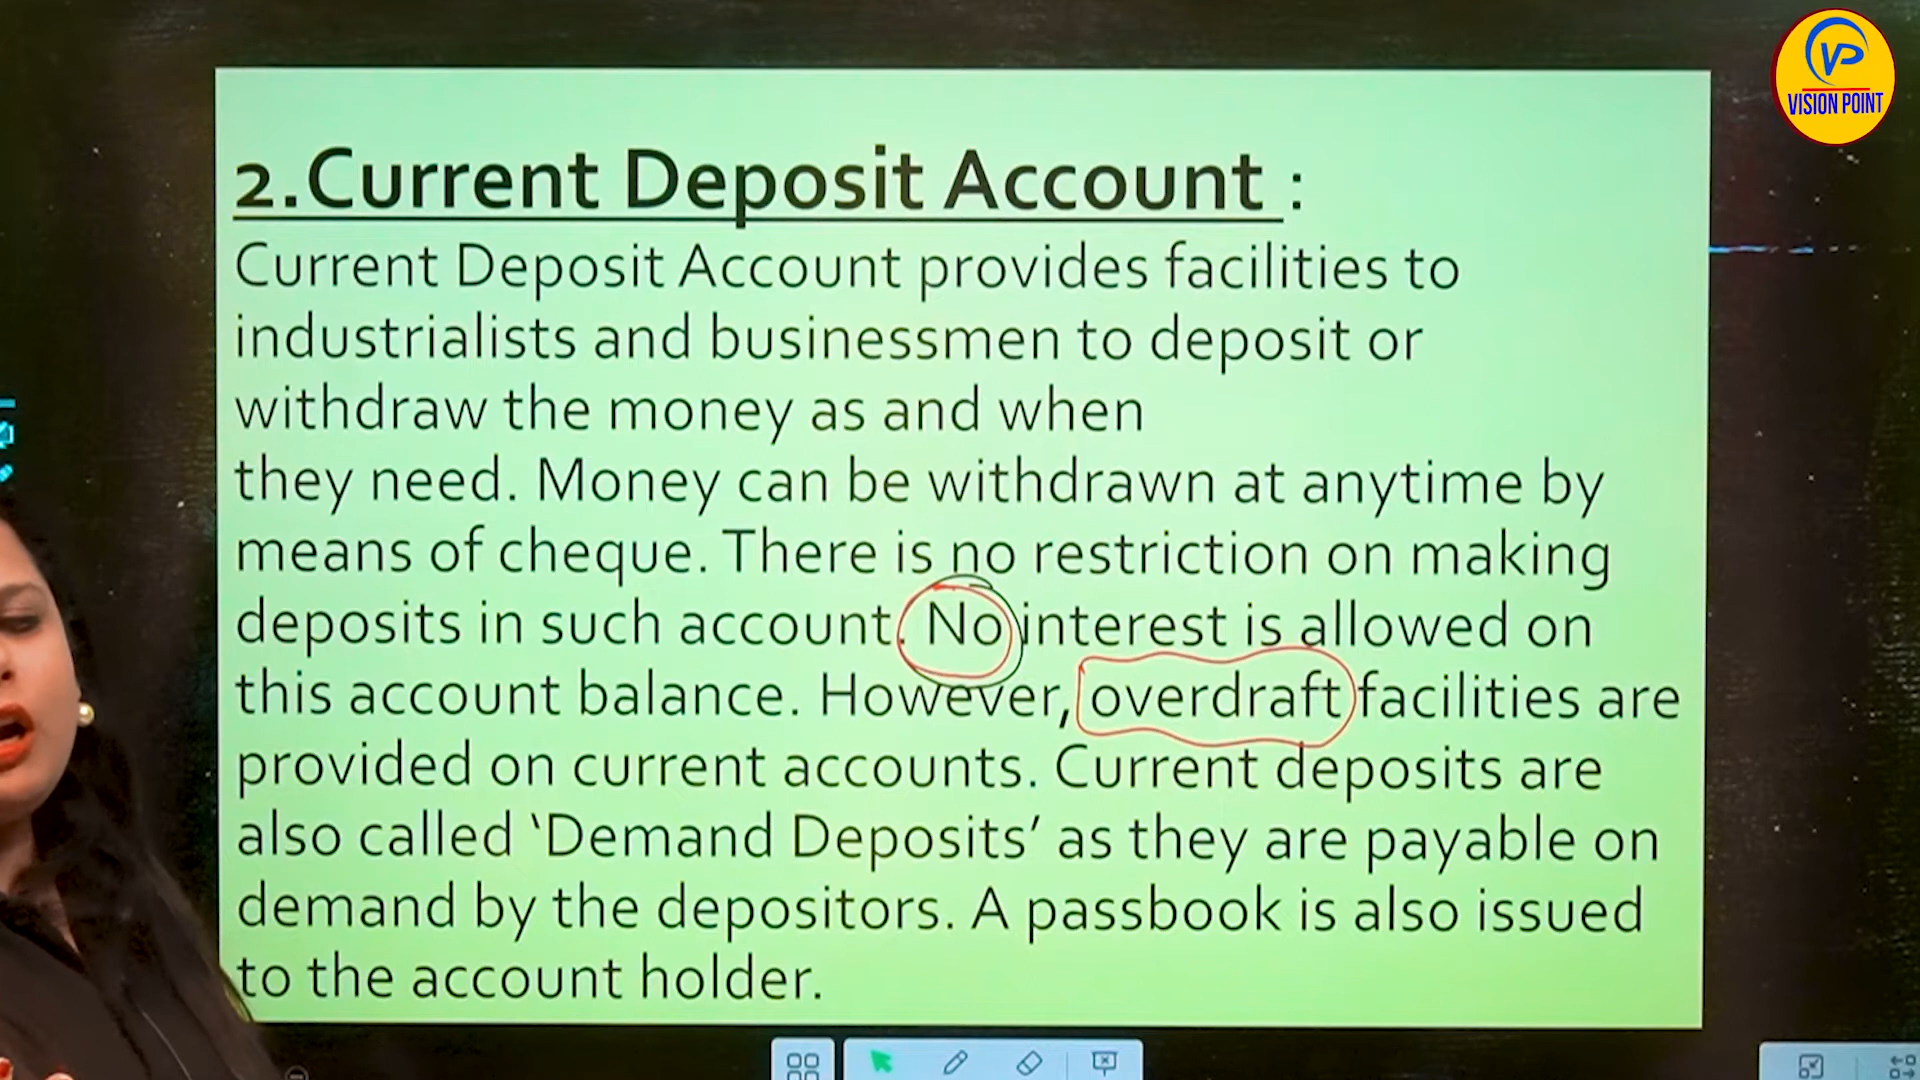 VP
VISION POINT
2.Current Deposit Account :
Current Deposit Account provides facilities to
industrialists and businessmen to deposit or
withdraw the money as and when
they need. Money can be withdrawn at anytime by
means of cheque. There is no restriction on making
deposits in such account. No interest is allowed on
this account balance. However, overdraft facilities are
provided on current accounts. Current deposits are
also called ‘Demand Deposits’ as they are payable on
demand by the depositors. A passbook is also issued
to the account holder.